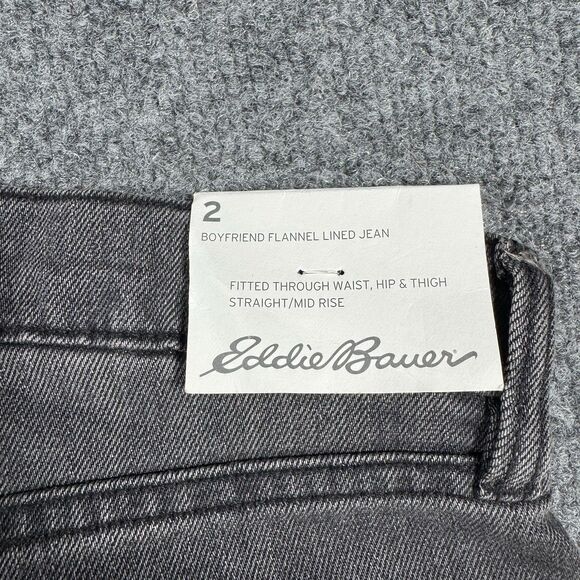 2
BOYFRIEND FLANNEL LINED JEAN
FITTED THROUGH WAIST, HIP & THIGH
STRAIGHT/MID RISE
Eddie Bauer